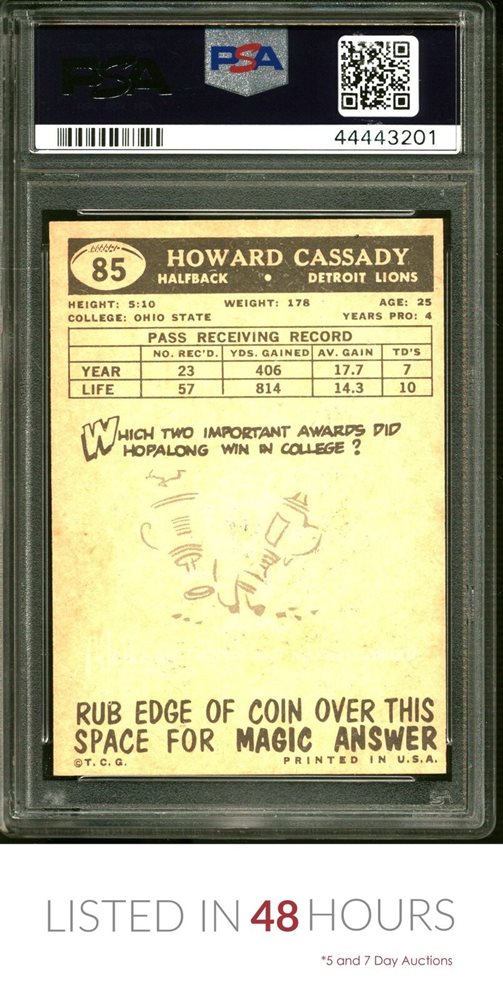 PSA
PSA
44443201
85
HOWARD CASSADY
HALFBACK • DETROIT LIONS
HEIGHT: 5:10 WEIGHT: 178 AGE: 25
COLLEGE: OHIO STATE YEARS PRO: 4
PASS RECEIVING RECORD
NO. REC'D. YDS. GAINED AV. GAIN TD'S
YEAR 23 406 17.7 7
LIFE 57 814 14.3 10
WHICH TWO IMPORTANT AWARDS DID
HOPALONG WIN IN COLLEGE ?
RUB EDGE OF COIN OVER THIS
SPACE FOR MAGIC ANSWER
©T. C. G. PRINTED IN U.S.A.
LISTED IN 48 HOURS
*5 and 7 Day Auctions